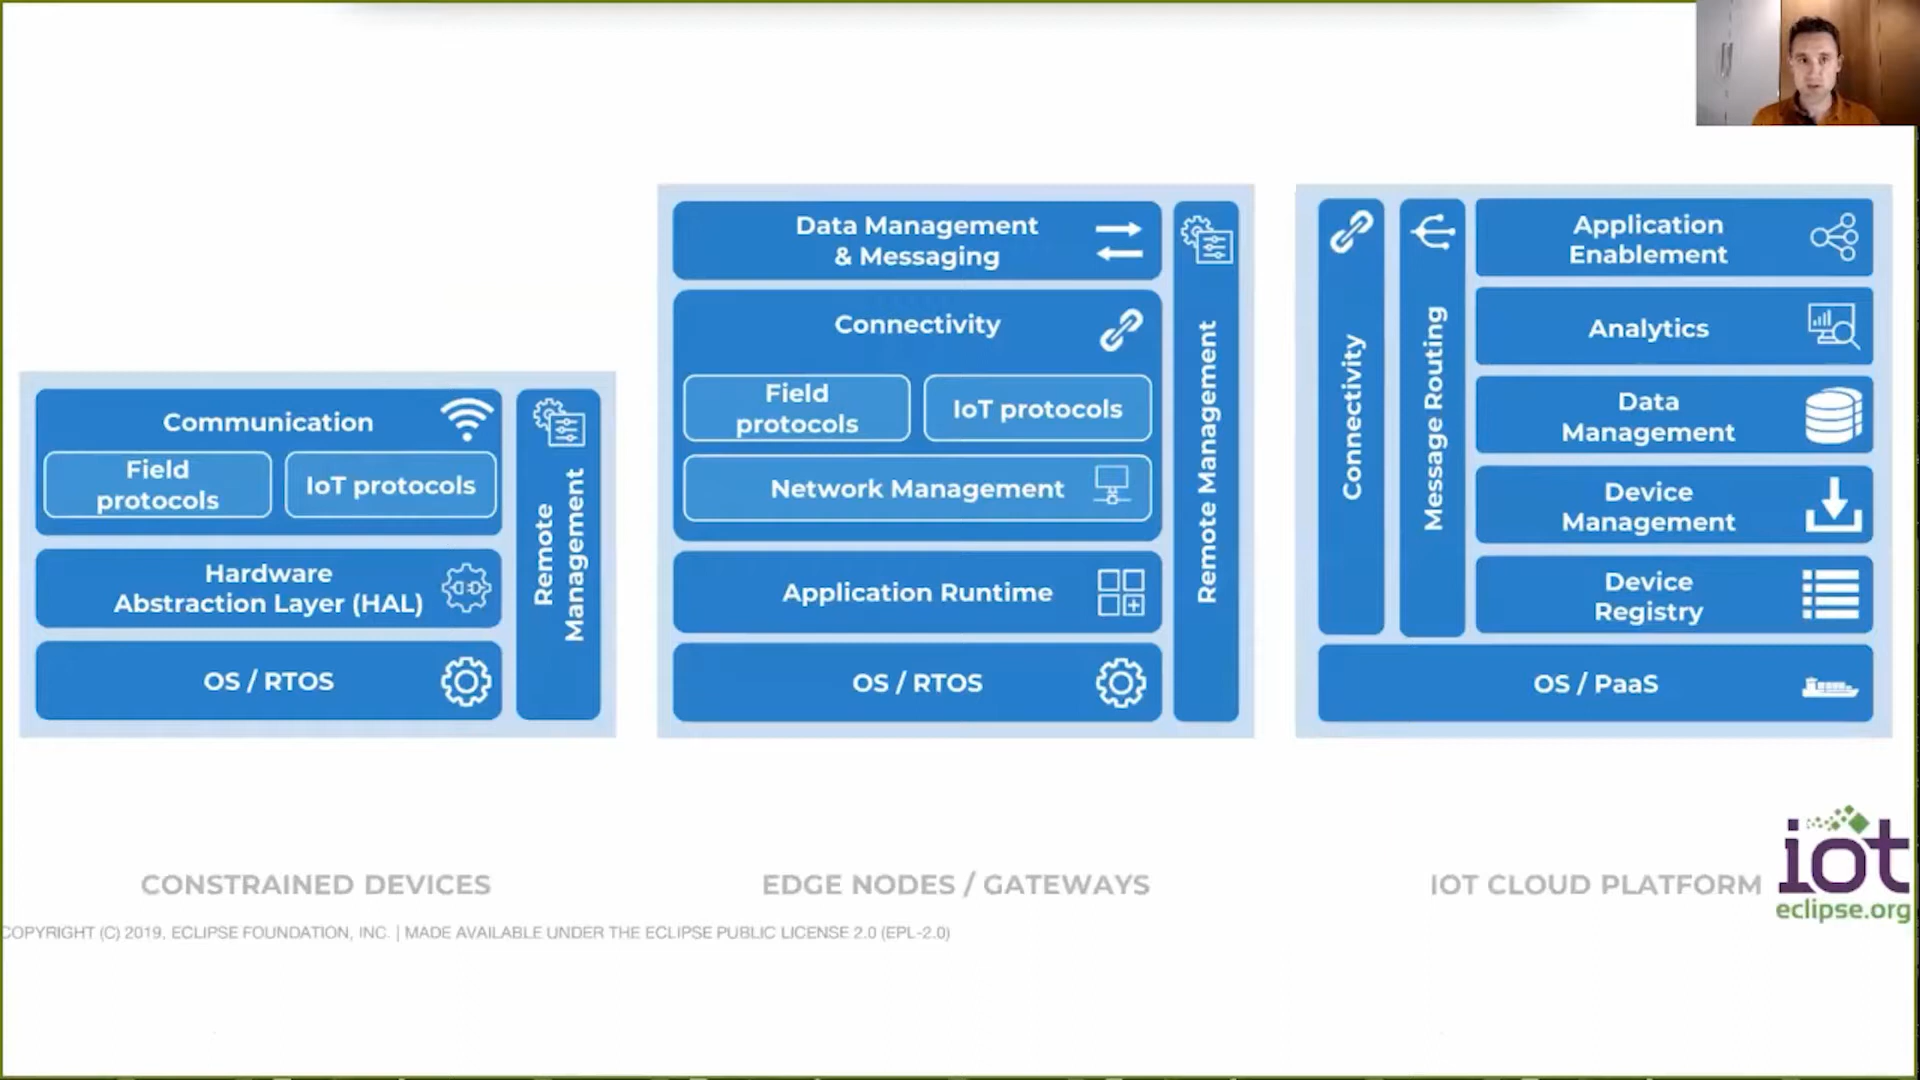 Communication
Field
protocols
IoT protocols
Hardware
Abstraction Layer (HAL)
OS / RTOS
Remote
Management
Data Management
& Messaging
Connectivity
Field
protocols
IoT protocols
Network Management
Application Runtime
OS / RTOS
Remote Management
Connectivity
Message Routing
Application
Enablement
Analytics
Data
Management
Device
Management
Device
Registry
OS / PaaS
CONSTRAINED DEVICES
EDGE NODES / GATEWAYS
IOT CLOUD PLATFORM
iot
eclipse.org
COPYRIGHT (C) 2019, ECLIPSE FOUNDATION, INC. | MADE AVAILABLE UNDER THE ECLIPSE PUBLIC LICENSE 2.0 (EPL-2.0)